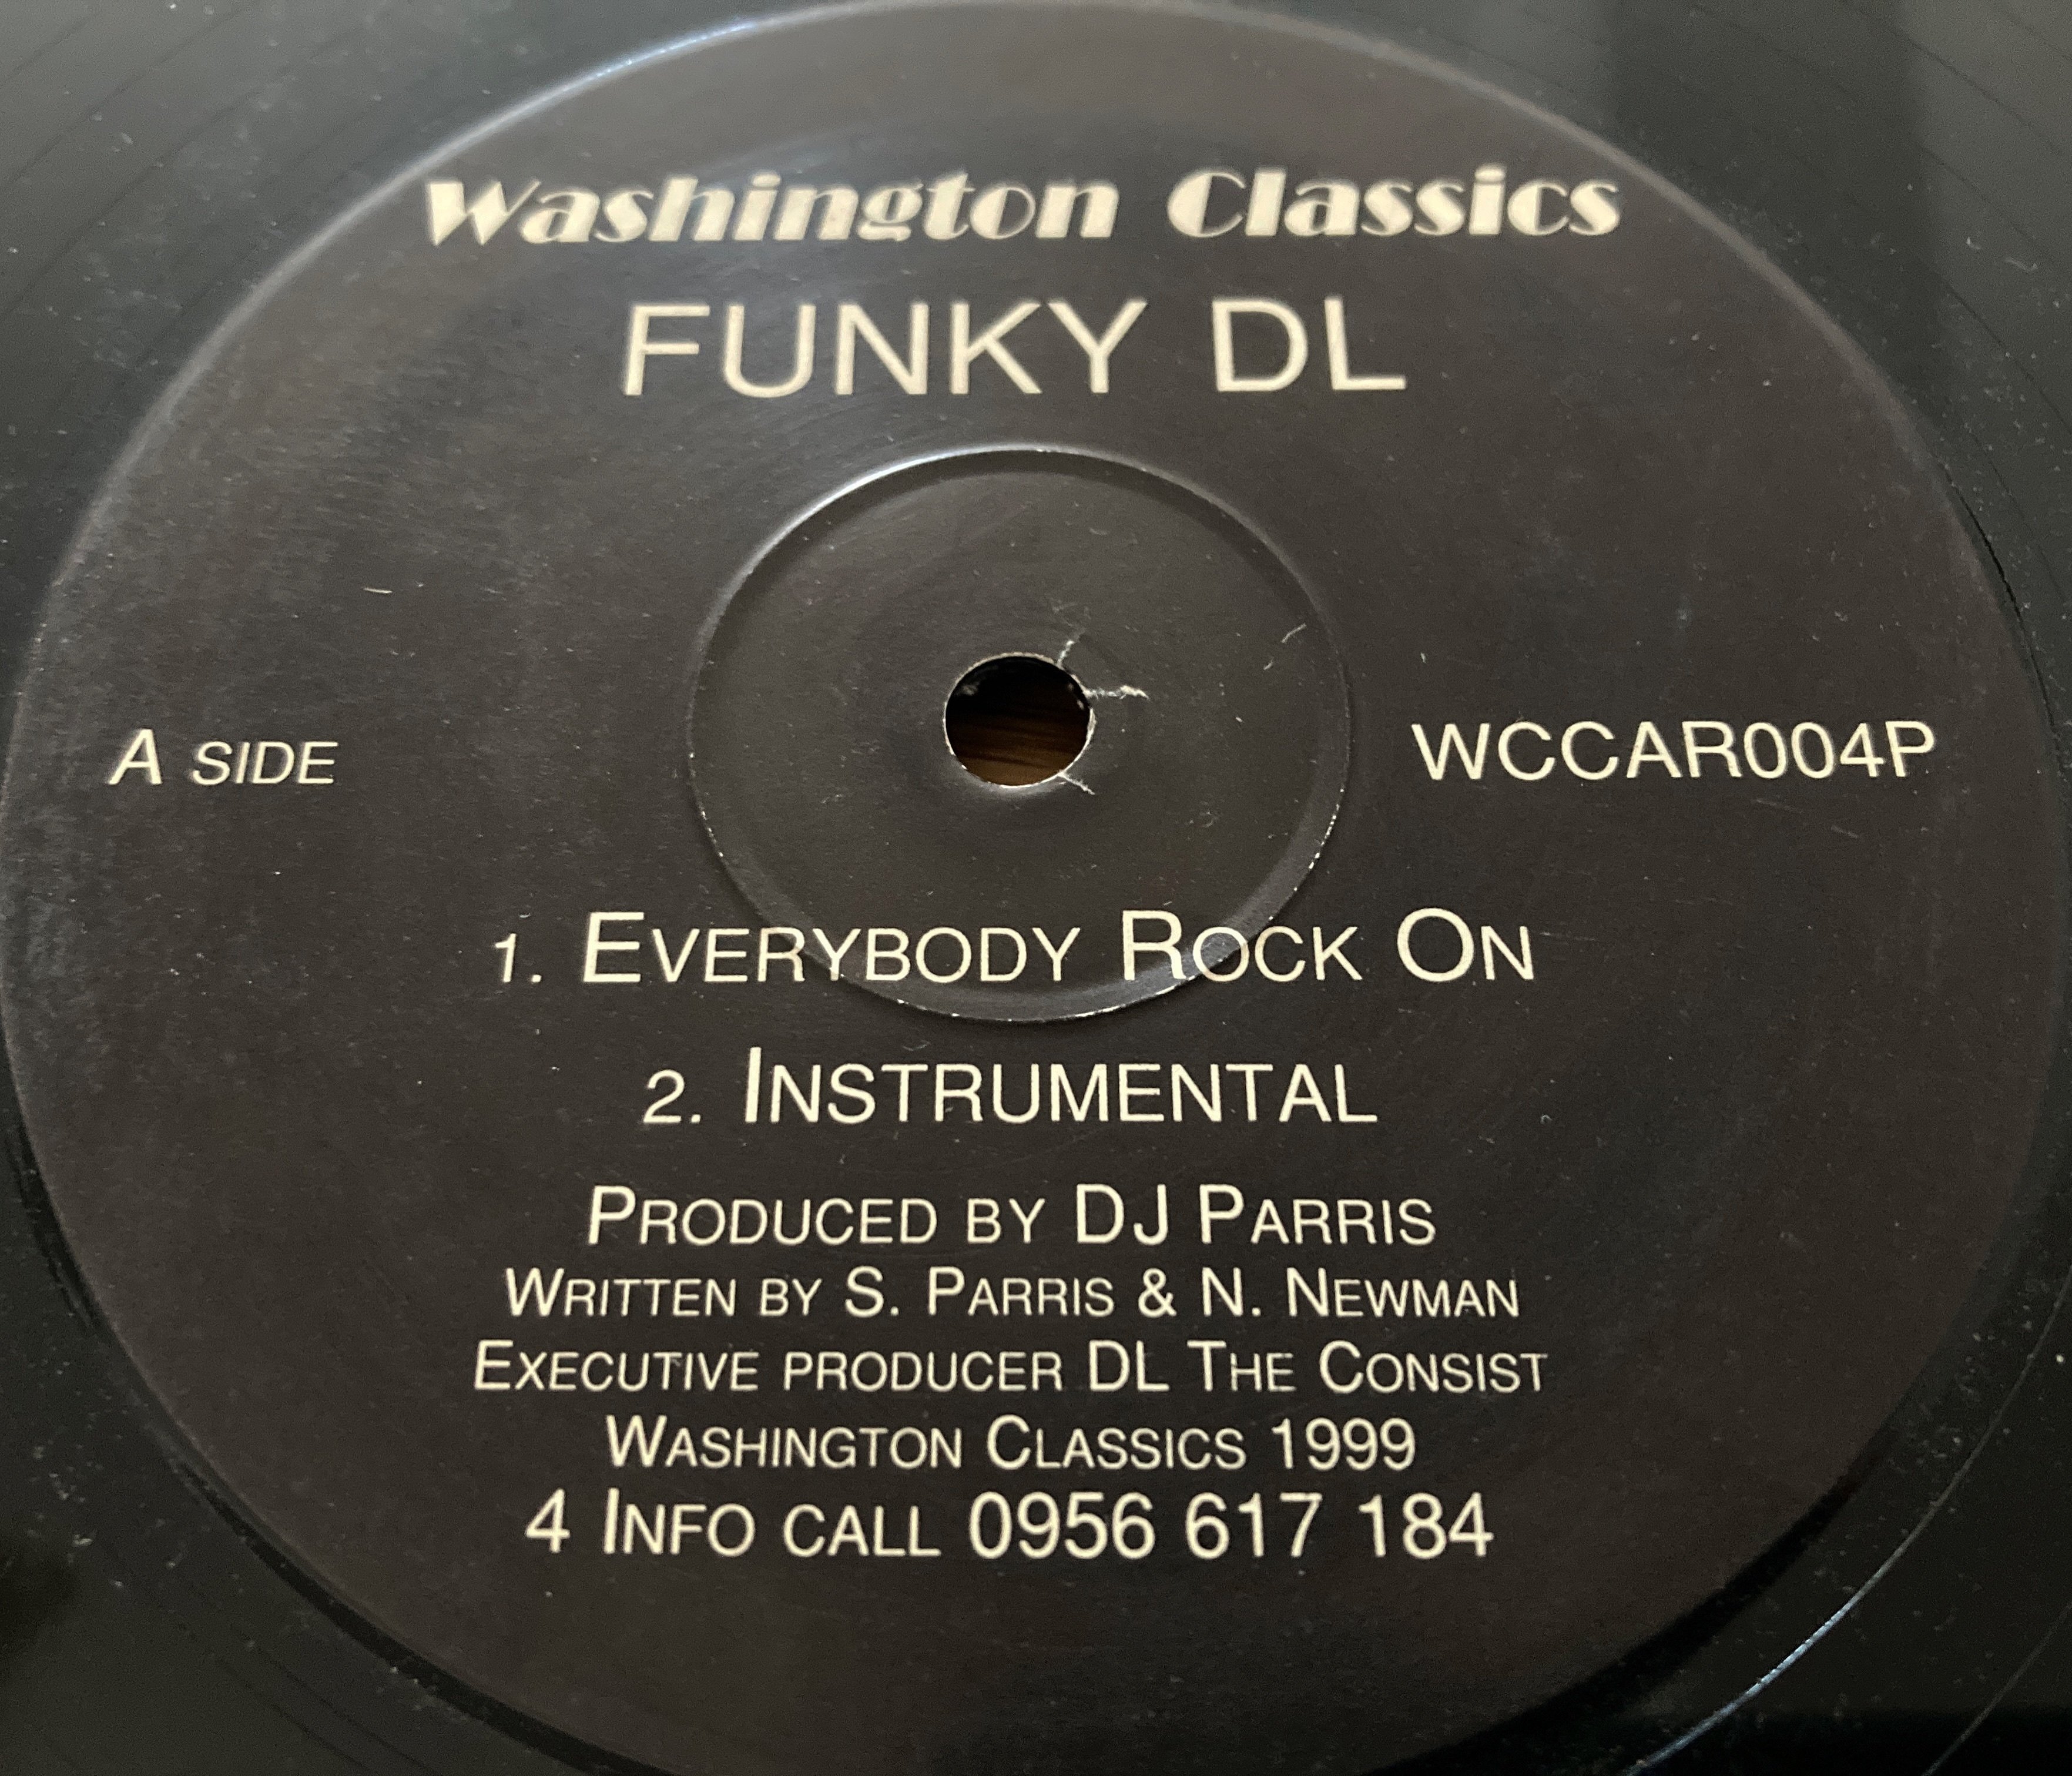 Washington Classics
FUNKY DL
A SIDE
WCCAR004P
1. EVERYBODY ROCK ON
2. INSTRUMENTAL
PRODUCED BY DJ PARRIS
WRITTEN BY S. PARRIS & N. NEWMAN
EXECUTIVE PRODUCER DL THE CONSIST
WASHINGTON CLASSICS 1999
4 INFO CALL 0956 617 184